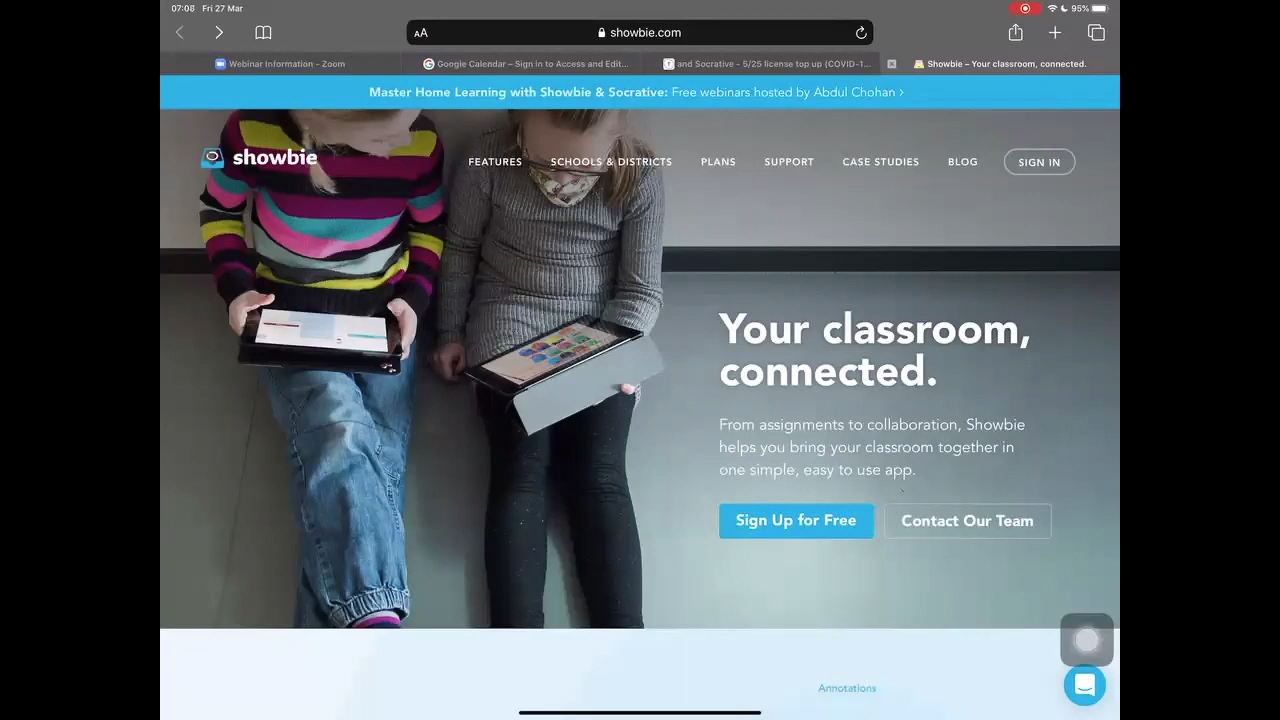 07:08 Fri 27 Mar
95%
AA
showbie.com
Webinar Information – Zoom
Google Calendar – Sign in to Access and Edit...
and Socrative - 5/25 license top up (COVID-1...
Showbie – Your classroom, connected.
Master Home Learning with Showbie & Socrative: Free webinars hosted by Abdul Chohan >
showbie
FEATURES
SCHOOLS & DISTRICTS
PLANS
SUPPORT
CASE STUDIES
BLOG
SIGN IN
Your classroom,
connected.
From assignments to collaboration, Showbie
helps you bring your classroom together in
one simple, easy to use app.
Sign Up for Free
Contact Our Team
Annotations